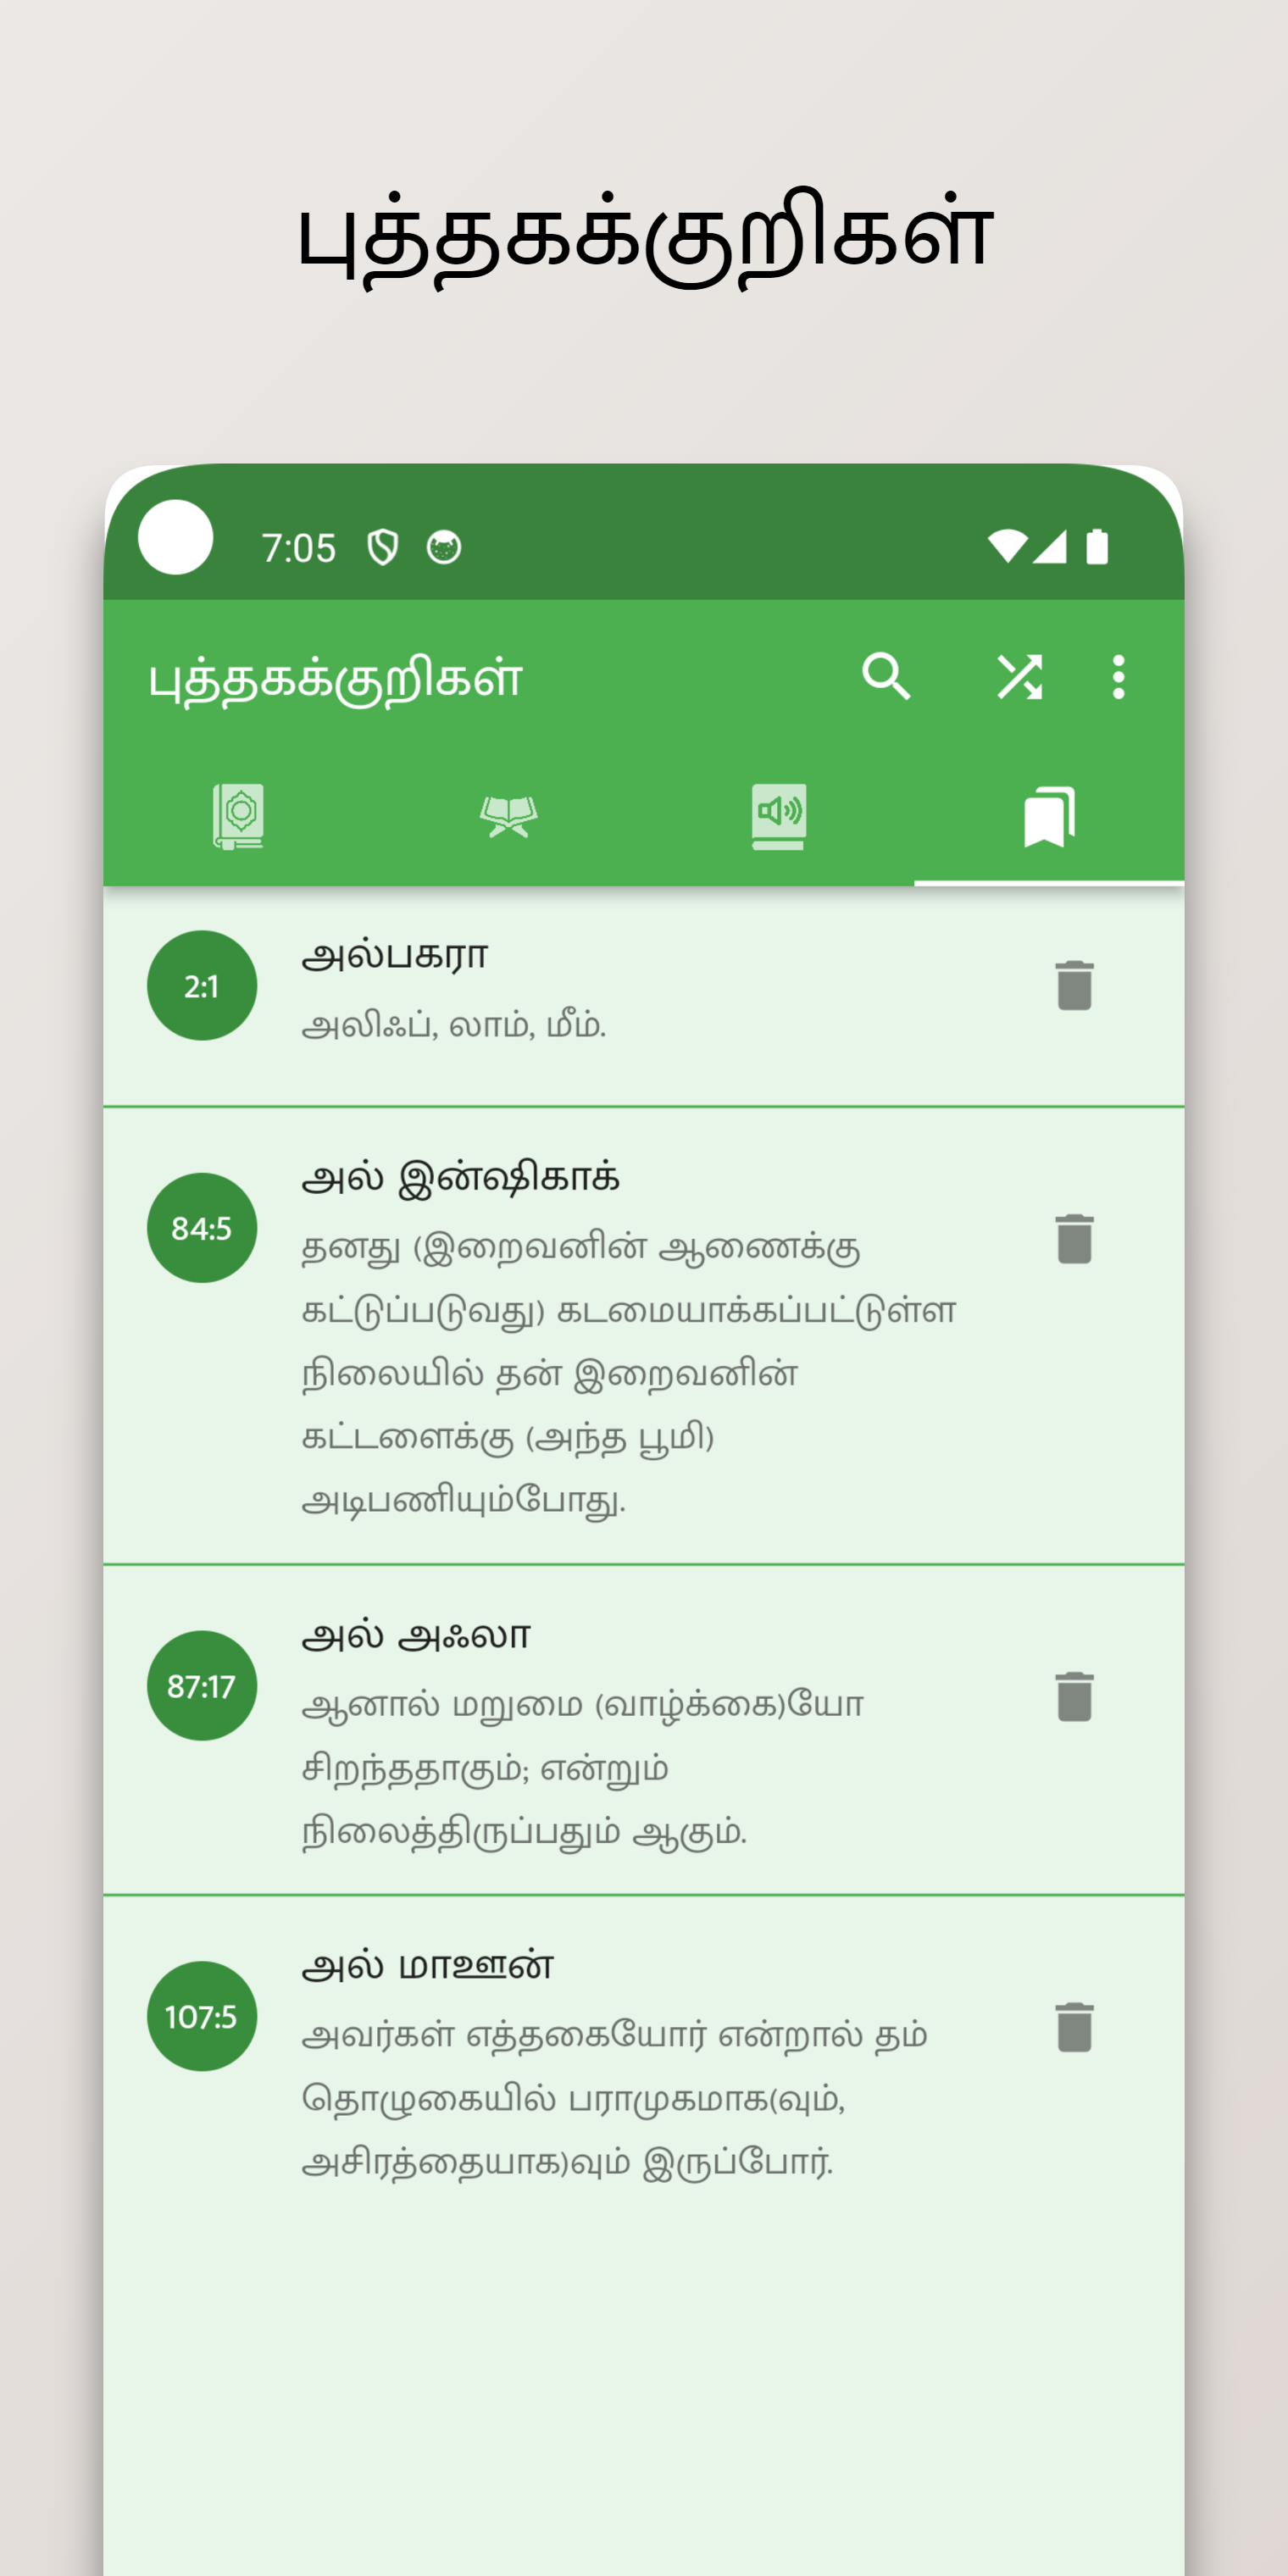 புத்தகக்குறிகள்
7:05
புத்தகக்குறிகள்
2:1
அல்பகரா
அலிஃப், லாம், மீம்.
84:5
அல் இன்ஷிகாக்
தனது (இறைவனின் ஆணைக்கு
கட்டுப்படுவது) கடமையாக்கப்பட்டுள்ள
நிலையில் தன் இறைவனின்
கட்டளைக்கு (அந்த பூமி)
அடிபணியும்போது.
87:17
அல் அஃலா
ஆனால் மறுமை (வாழ்க்கை)யோ
சிறந்ததாகும்; என்றும்
நிலைத்திருப்பதும் ஆகும்.
107:5
அல் மாஊன்
அவர்கள் எத்தகையோர் என்றால் தம்
தொழுகையில் பராமுகமாக(வும்,
அசிரத்தையாக)வும் இருப்போர்.